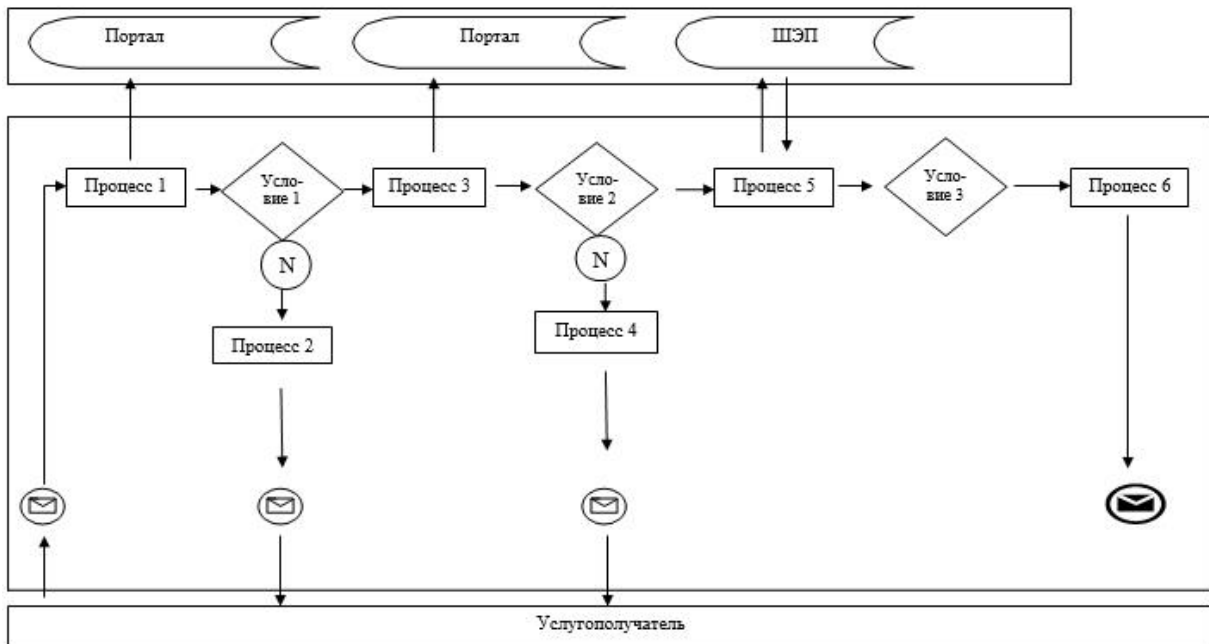 Портал
Портал
ШЭП
Процесс 1
Усло-
вие 1
Процесс 3
Усло-
вие 2
Процесс 5
Усло-
вие 3
Процесс 6
N
N
Процесс 2
Процесс 4
Услугополучатель